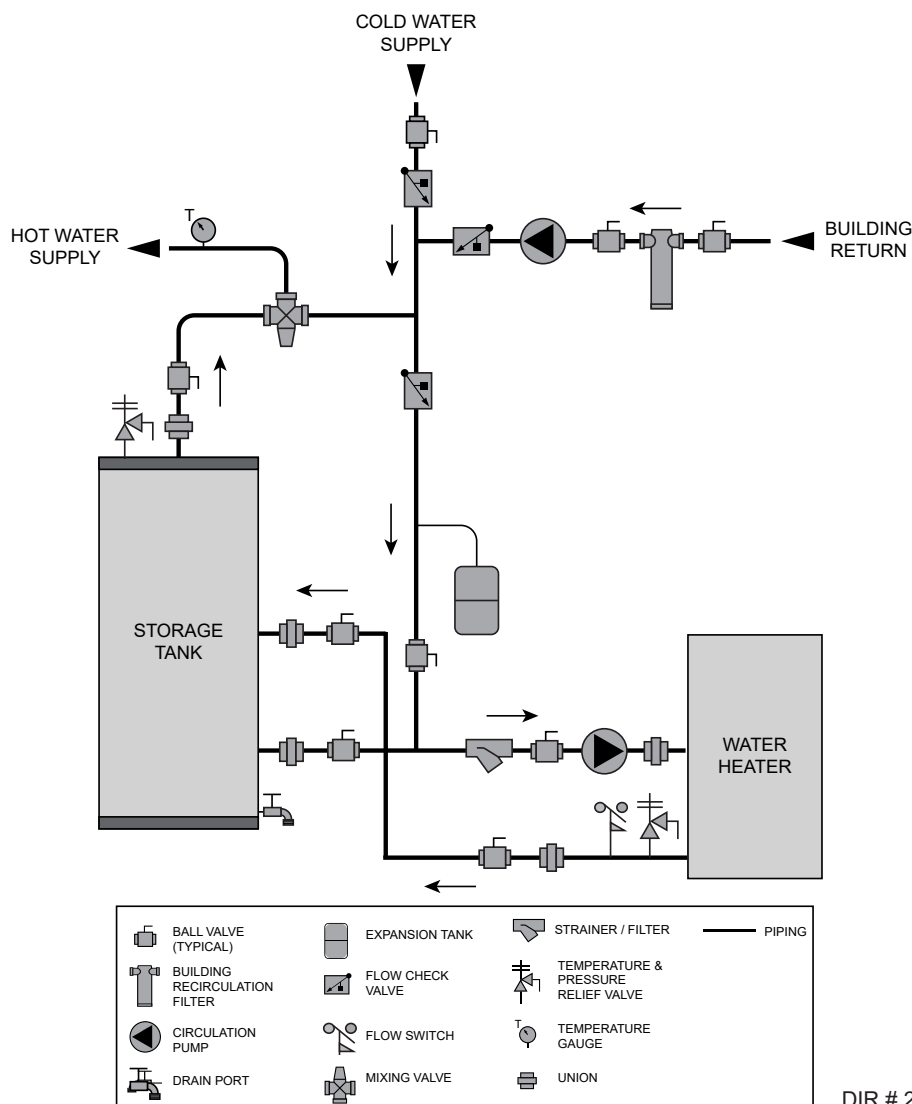 COLD WATER
SUPPLY
T
HOT WATER
SUPPLY
BUILDING
RETURN
STORAGE
TANK
WATER
HEATER
BALL VALVE
(TYPICAL)
BUILDING
RECIRCULATION
FILTER
CIRCULATION
PUMP
DRAIN PORT
EXPANSION TANK
FLOW CHECK
VALVE
FLOW SWITCH
MIXING VALVE
STRAINER / FILTER
TEMPERATURE &
PRESSURE
RELIEF VALVE
T
TEMPERATURE
GAUGE
UNION
PIPING
DIR # 2